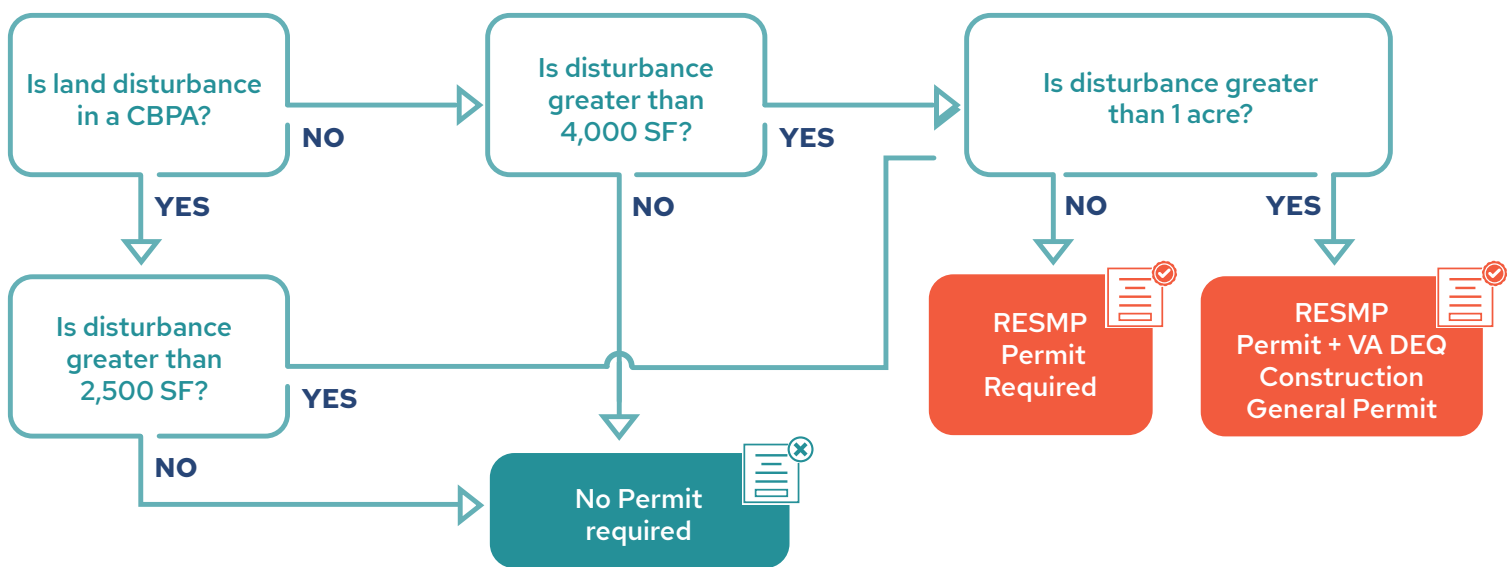 Is land disturbance
in a CBPA?
NO
YES
Is disturbance
greater than
4,000 SF?
YES
NO
Is disturbance greater
than 1 acre?
NO
YES
Is disturbance
greater than
2,500 SF?
YES
NO
No Permit
required
RESMP
Permit
Required
RESMP
Permit + VA DEQ
Construction
General Permit